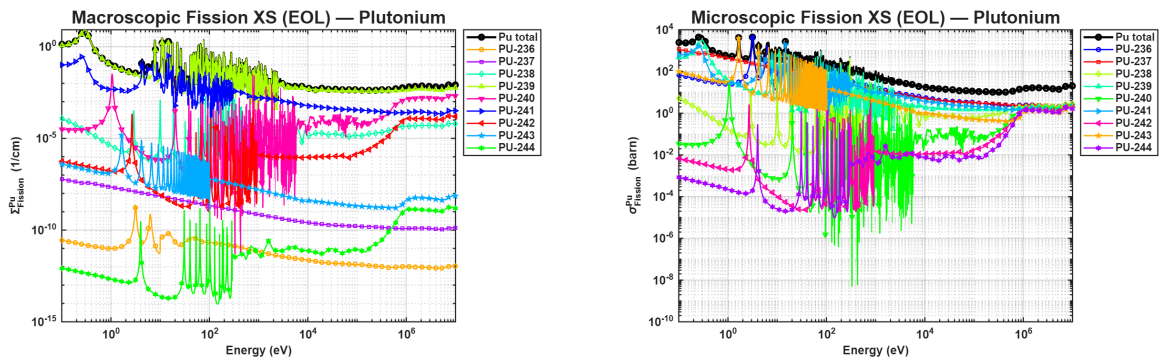 Macroscopic Fission XS (EOL) — Plutonium
Σ^Pu_Fission (1/cm)
10^0
10^-5
10^-10
10^-15
10^0
10^2
10^4
10^6
Energy (eV)
Pu total
PU-236
PU-237
PU-238
PU-239
PU-240
PU-241
PU-242
PU-243
PU-244
Microscopic Fission XS (EOL) — Plutonium
σ^Pu_Fission (barn)
10^4
10^2
10^0
10^-2
10^-4
10^-6
10^-8
10^-10
10^0
10^2
10^4
10^6
Energy (eV)
Pu total
PU-236
PU-237
PU-238
PU-239
PU-240
PU-241
PU-242
PU-243
PU-244